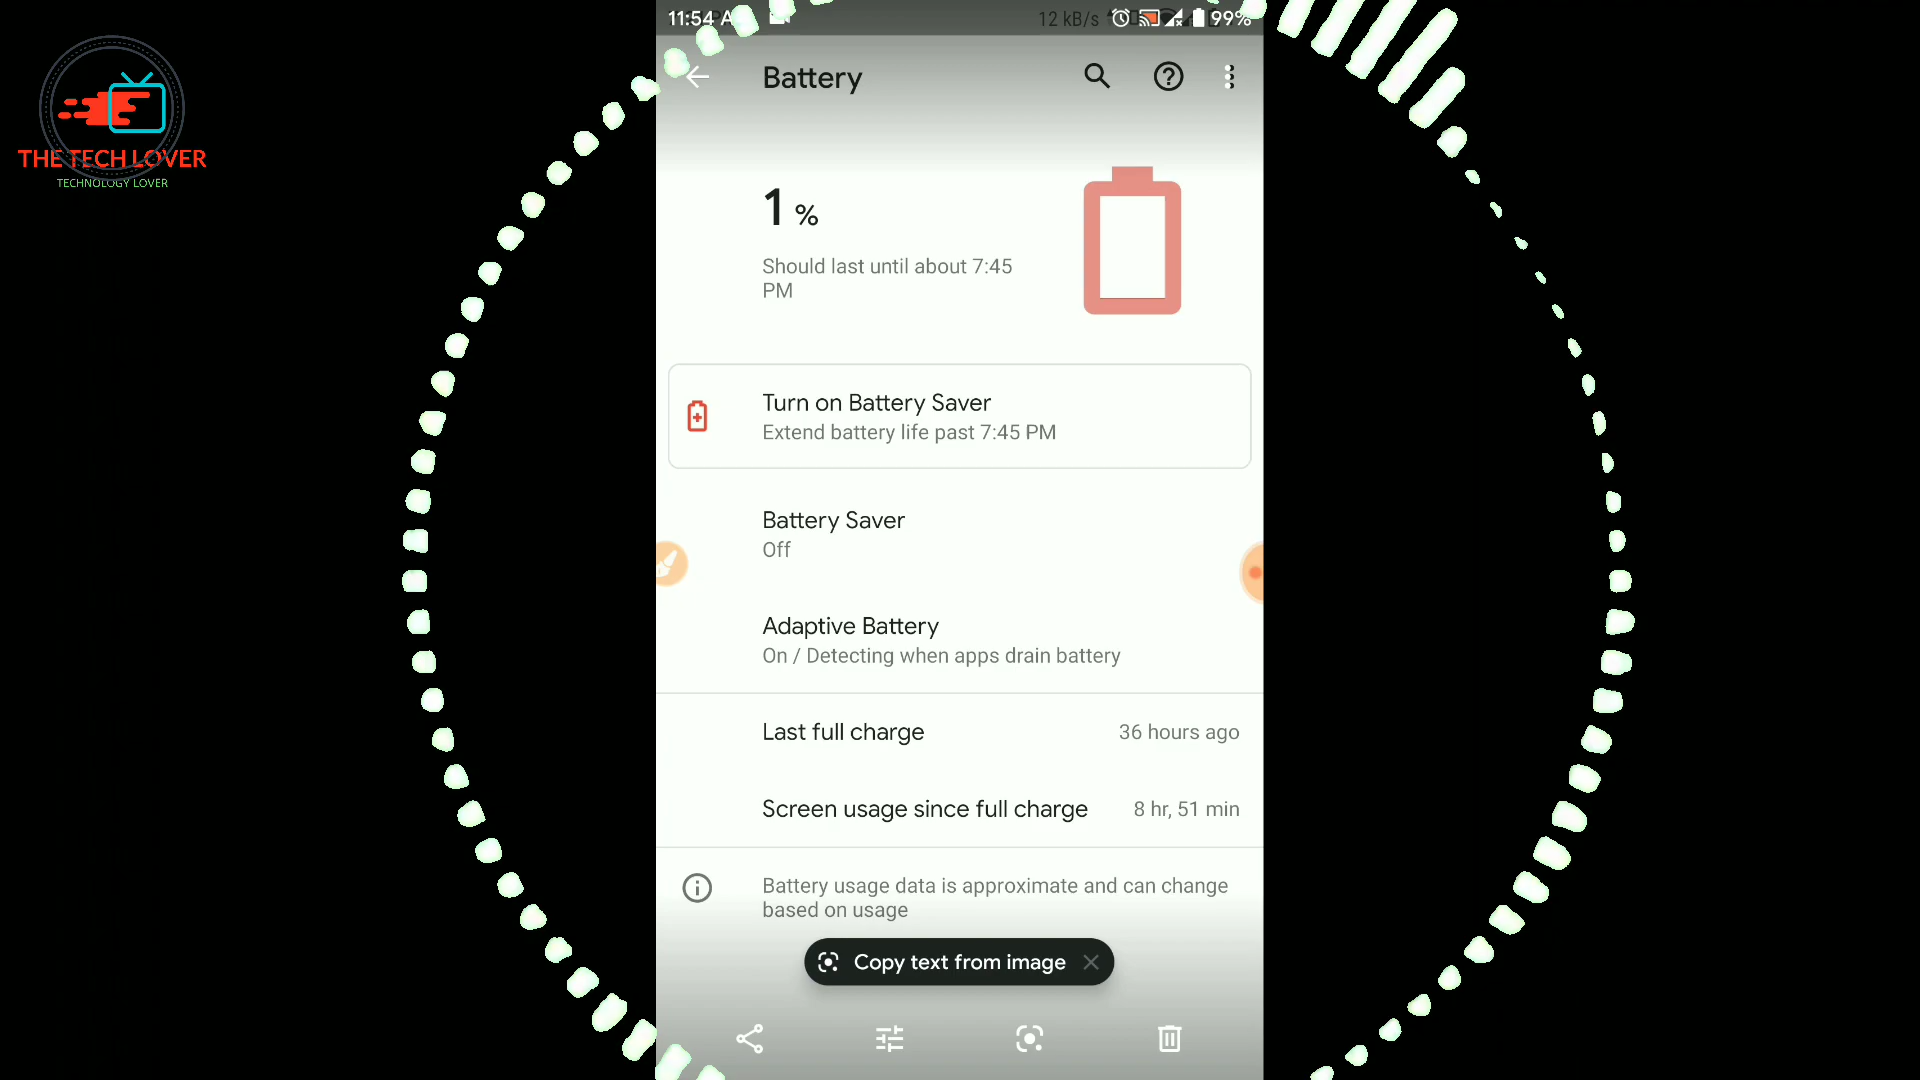 11:54 A
12 kB/s
99%
THE TECH LOVER
TECHNOLOGY LOVER
Battery
1 %
Should last until about 7:45
PM
Turn on Battery Saver
Extend battery life past 7:45 PM
Battery Saver
Off
Adaptive Battery
On / Detecting when apps drain battery
Last full charge
36 hours ago
Screen usage since full charge
8 hr, 51 min
Battery usage data is approximate and can change
based on usage
Copy text from image